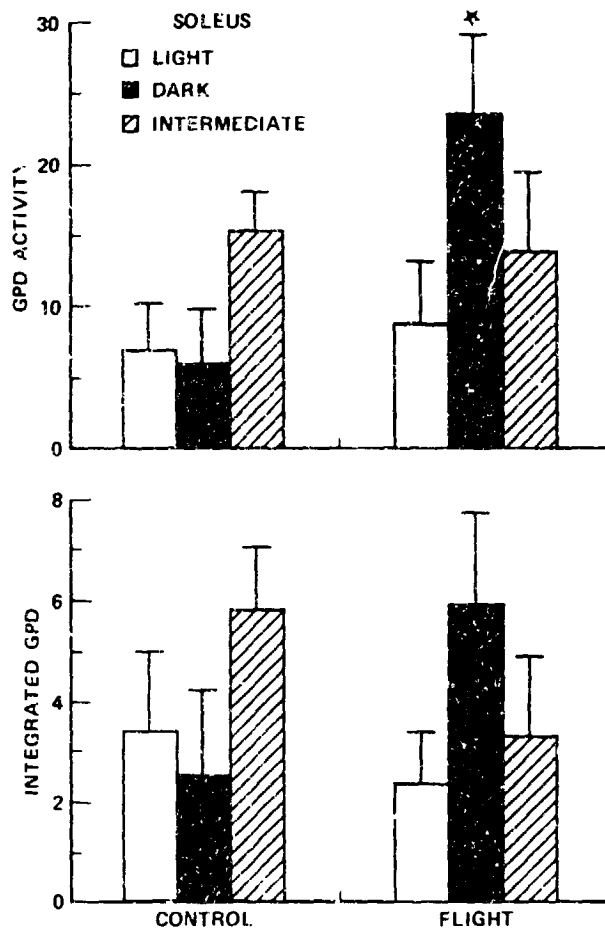 SOLEUS
LIGHT
DARK
INTERMEDIATE
GPD ACTIVITY
30
20
10
0
INTEGRATED GPD
8
6
4
2
0
CONTROL
FLIGHT